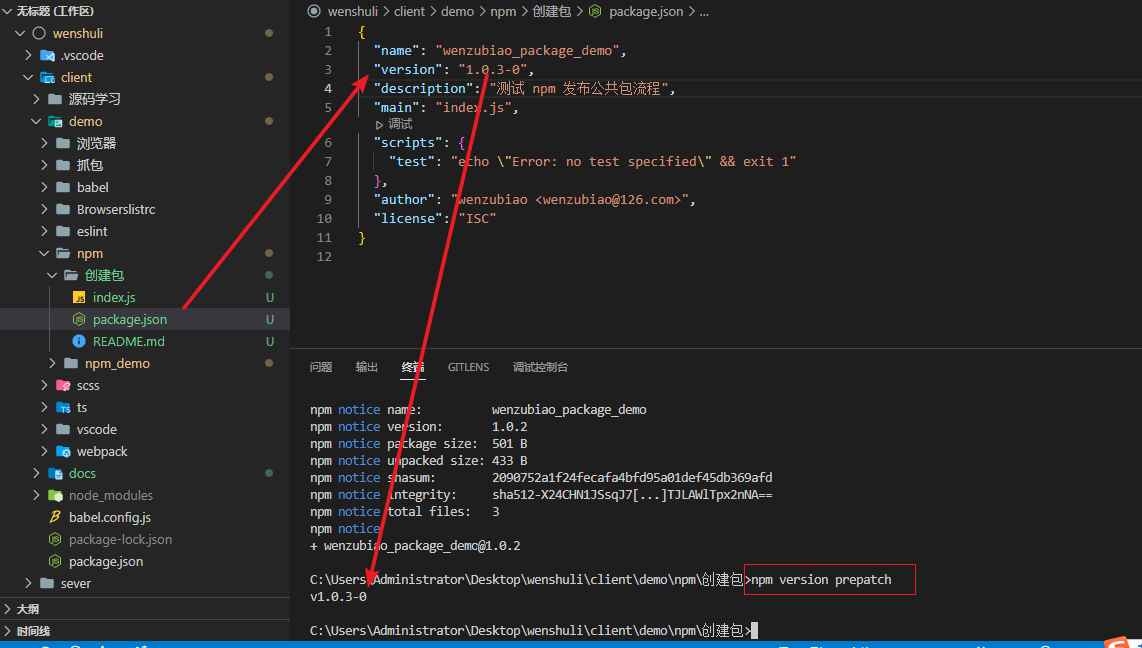 无标题 (工作区)
wenshuli
.vscode
client
源码学习
demo
浏览器
抓包
babel
Browserslistrc
eslint
npm
创建包
index.js U
package.json U
README.md U
npm_demo
scss
ts
vscode
webpack
docs
node_modules
babel.config.js
package-lock.json
package.json
sever
大纲
时间线
wenshuli > client > demo > npm > 创建包 > package.json > ...
1 {
2 "name": "wenzubiao_package_demo",
3 "version": "1.0.3-0",
4 "description": "测试 npm 发布公共包流程",
5 "main": "index.js",
调试
6 "scripts": {
7 "test": "echo \"Error: no test specified\" && exit 1"
8 },
9 "author": "wenzubiao <wenzubiao@126.com>",
10 "license": "ISC"
11 }
12
问题 输出 终端 GITLENS 调试控制台
npm notice name: wenzubiao_package_demo
npm notice version: 1.0.2
npm notice package size: 501 B
npm notice unpacked size: 433 B
npm notice shasum: 2090752a1f24fecafa4bfd95a01def45db369afd
npm notice integrity: sha512-X24CHN1JSsqJ7[...]TJLAWlTpx2nNA==
npm notice total files: 3
npm notice
+ wenzubiao_package_demo@1.0.2
C:\Users\Administrator\Desktop\wenshuli\client\demo\npm\创建包>npm version prepatch
v1.0.3-0
C:\Users\Administrator\Desktop\wenshuli\client\demo\npm\创建包>